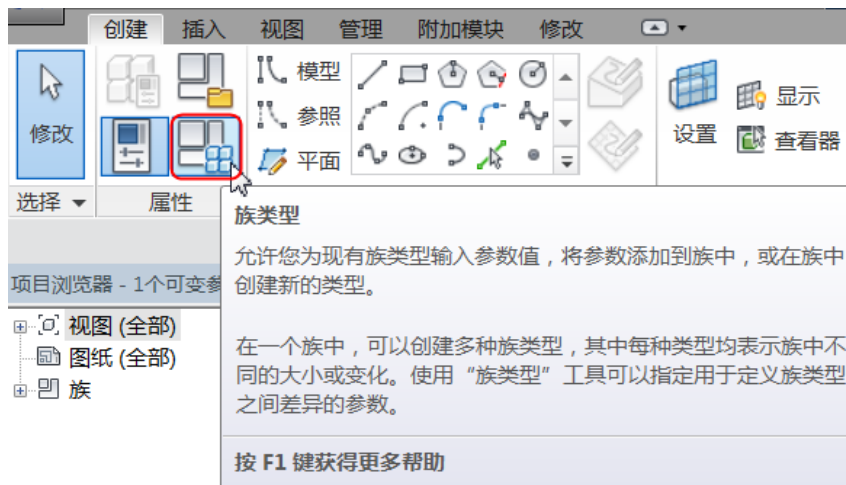 创建 插入 视图 管理 附加模块 修改
模型
参照
平面
修改
设置
显示
查看器
选择 属性
族类型
允许您为现有族类型输入参数值，将参数添加到族中，或在族中
创建新的类型。
在一个族中，可以创建多种族类型，其中每种类型均表示族中不
同的大小或变化。使用“族类型”工具可以指定用于定义族类型
之间差异的参数。
按 F1 键获得更多帮助
项目浏览器 - 1个可变参
视图 (全部)
图纸 (全部)
族